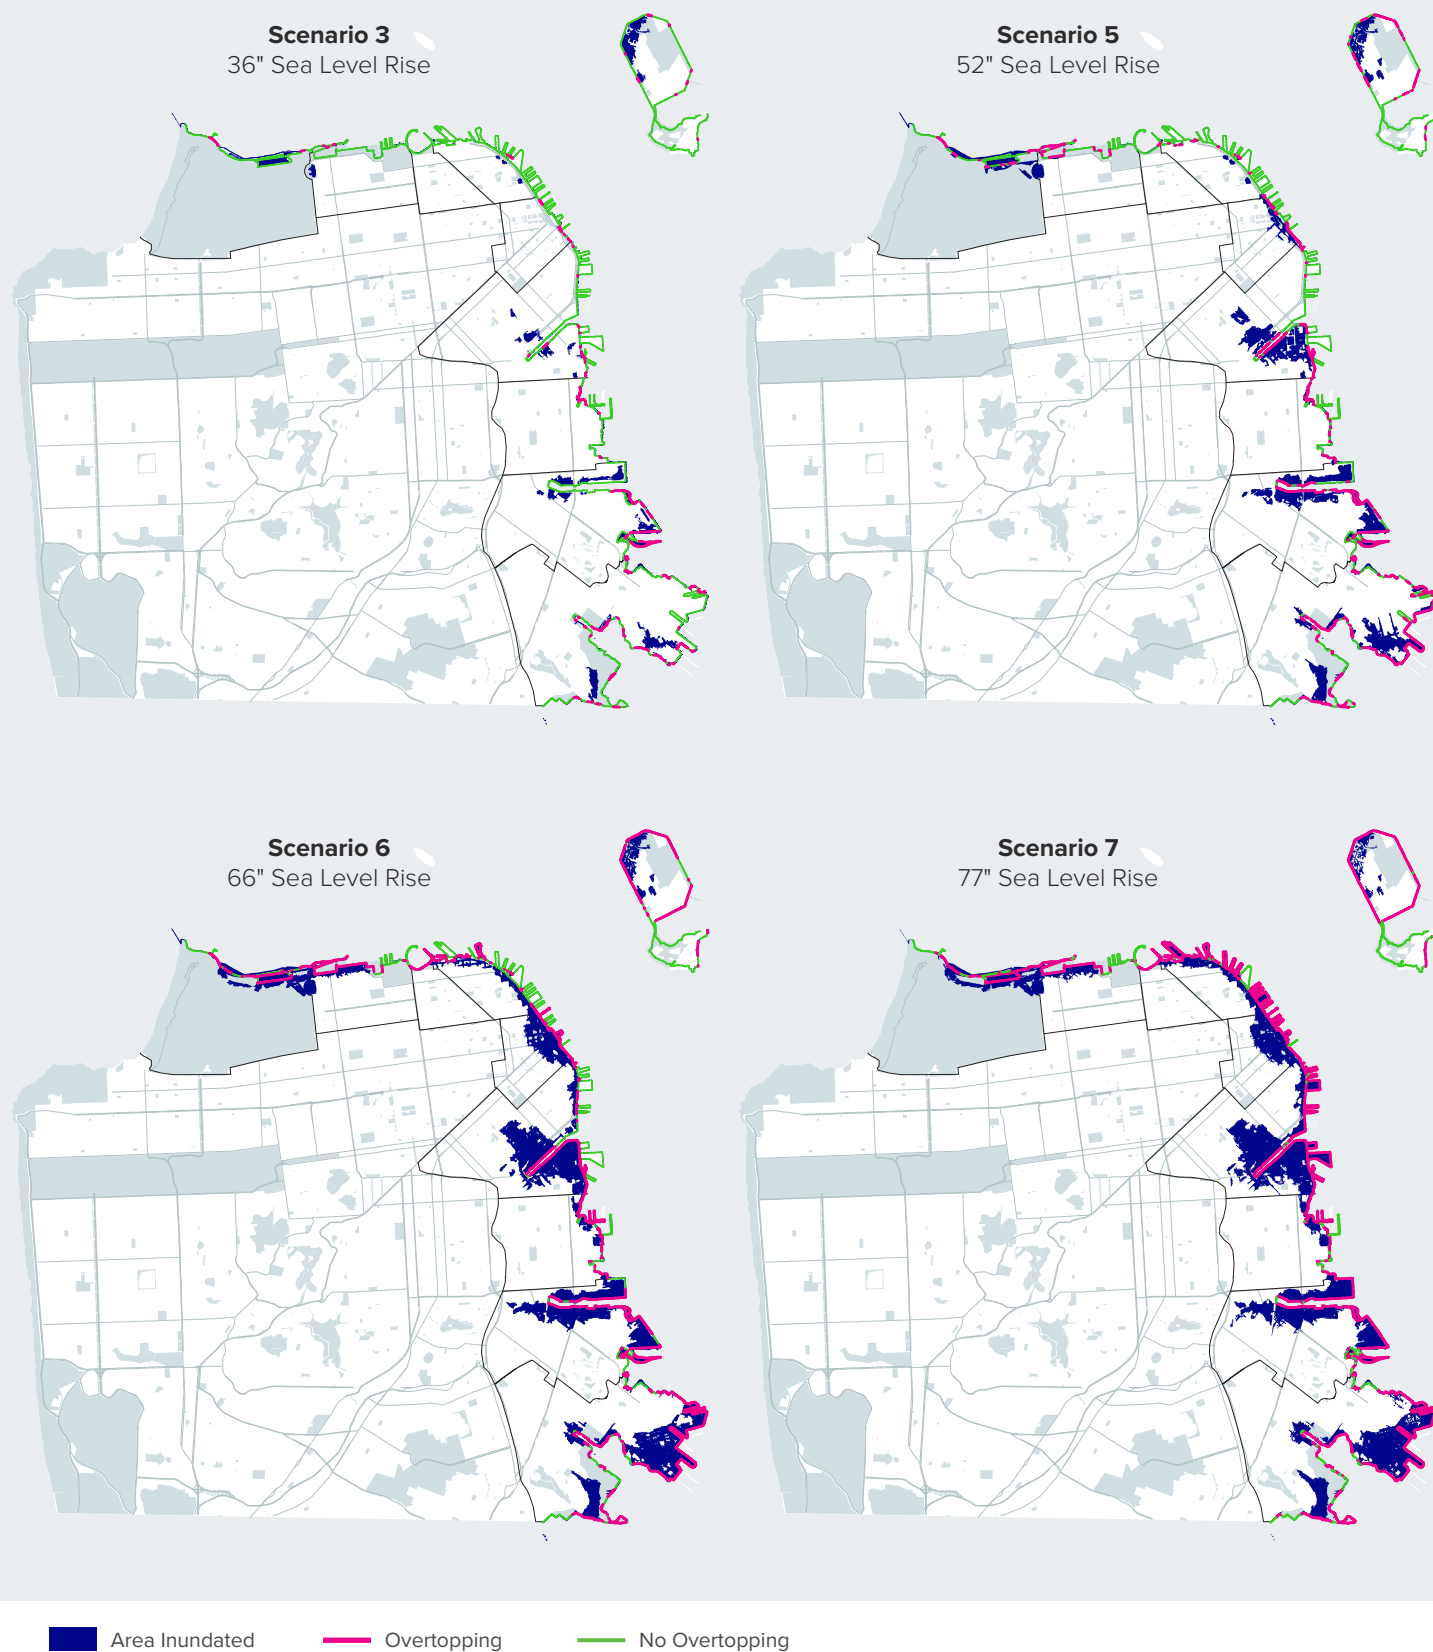 Scenario 3
36" Sea Level Rise
Scenario 5
52" Sea Level Rise
Scenario 6
66" Sea Level Rise
Scenario 7
77" Sea Level Rise
Area Inundated
Overtopping
No Overtopping